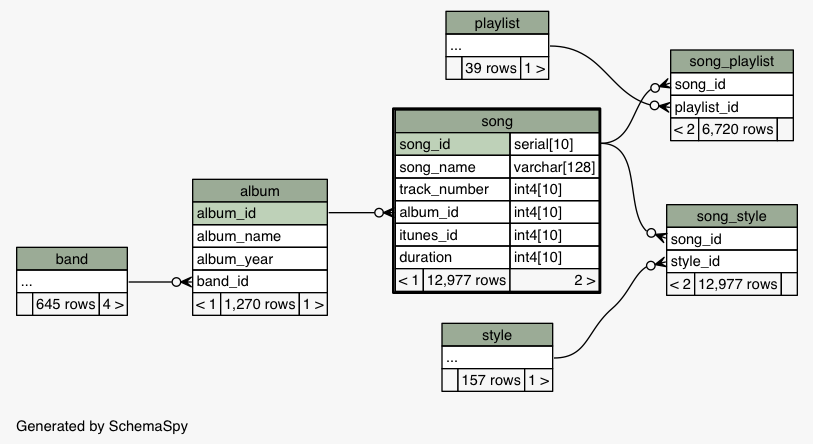 playlist
...
39 rows 1 >
song_playlist
song_id
playlist_id
< 2 6,720 rows
song
song_id serial[10]
song_name varchar[128]
track_number int4[10]
album_id int4[10]
itunes_id int4[10]
duration int4[10]
< 1 12,977 rows 2 >
album
album_id
album_name
album_year
band_id
< 1 1,270 rows 1 >
song_style
song_id
style_id
< 2 12,977 rows
band
...
645 rows 4 >
style
...
157 rows 1 >
Generated by SchemaSpy